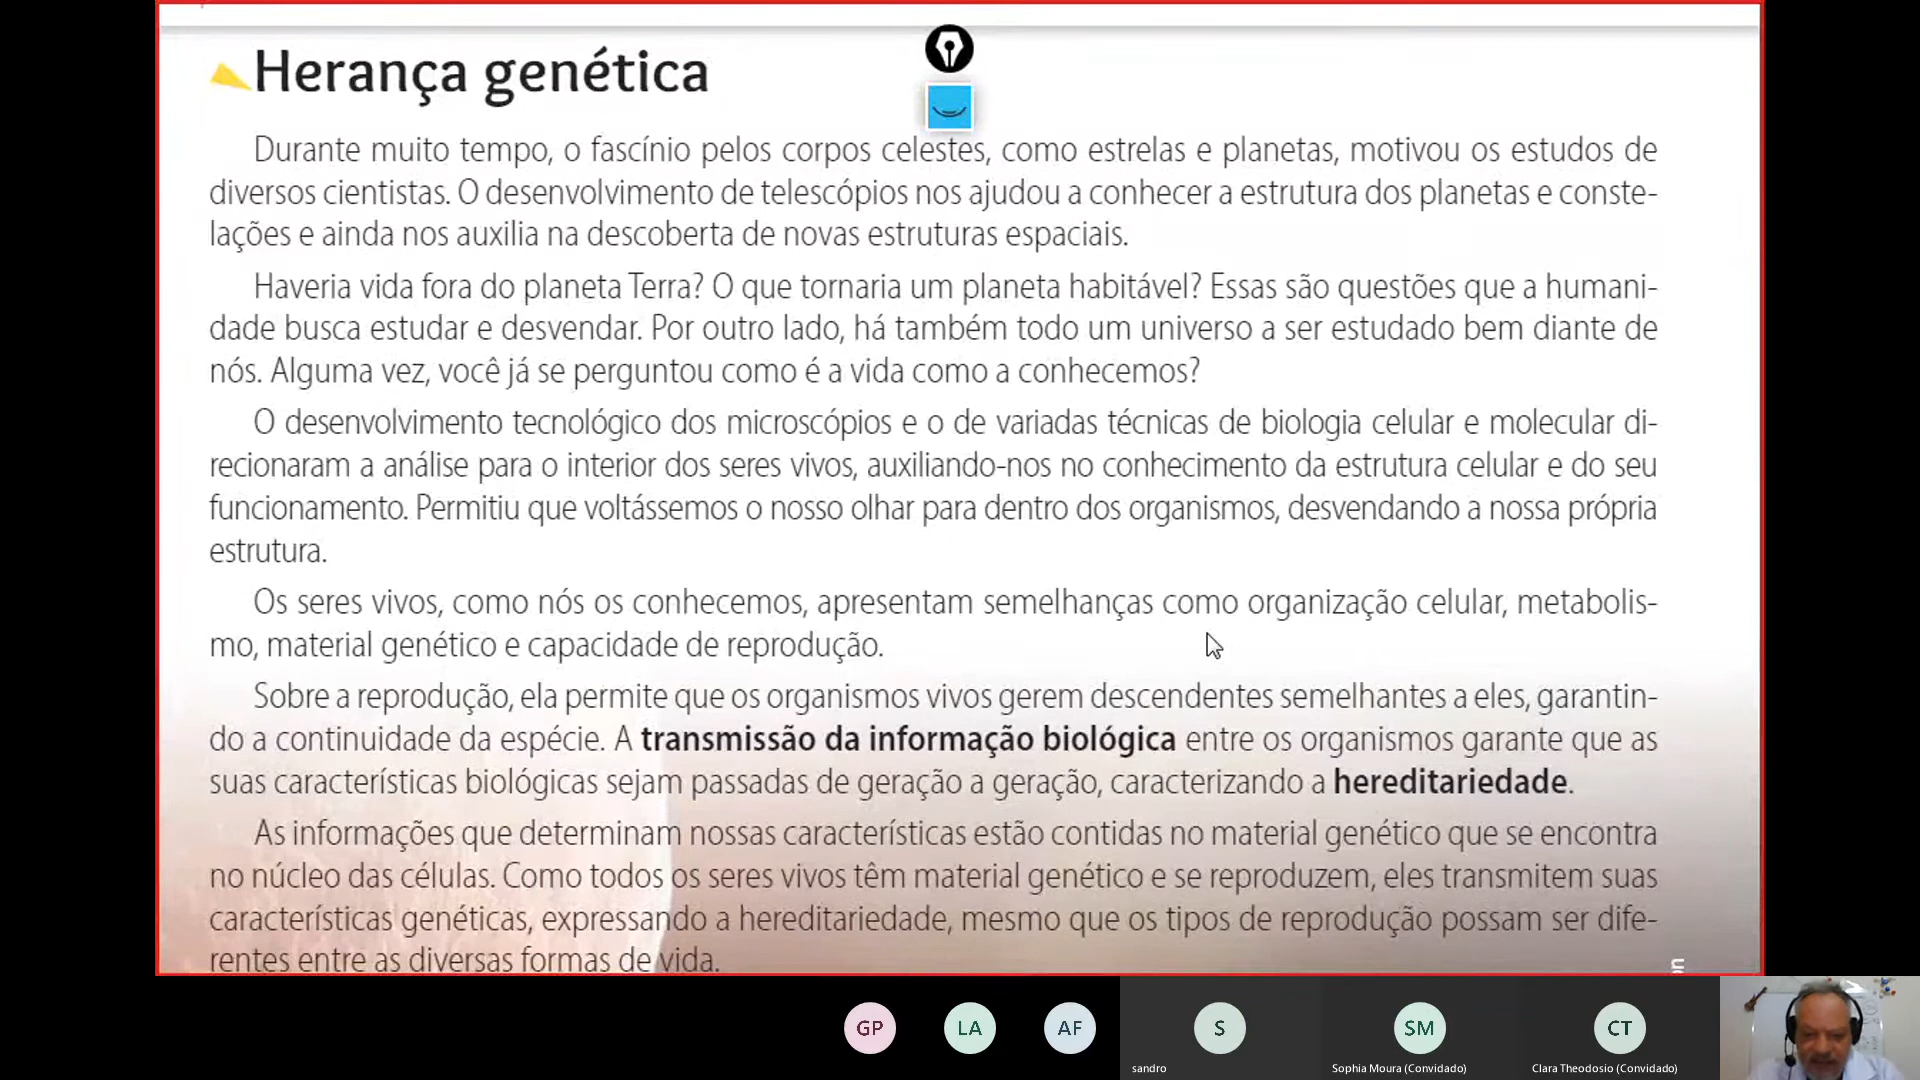 Herança genética
Durante muito tempo, o fascínio pelos corpos celestes, como estrelas e planetas, motivou os estudos de
diversos cientistas. O desenvolvimento de telescópios nos ajudou a conhecer a estrutura dos planetas e conste-
lações e ainda nos auxilia na descoberta de novas estruturas espaciais.
Haveria vida fora do planeta Terra? O que tornaria um planeta habitável? Essas são questões que a humani-
dade busca estudar e desvendar. Por outro lado, há também todo um universo a ser estudado bem diante de
nós. Alguma vez, você já se perguntou como é a vida como a conhecemos?
O desenvolvimento tecnológico dos microscópios e o de variadas técnicas de biologia celular e molecular di-
recionaram a análise para o interior dos seres vivos, auxiliando-nos no conhecimento da estrutura celular e do seu
funcionamento. Permitiu que voltássemos o nosso olhar para dentro dos organismos, desvendando a nossa própria
estrutura.
Os seres vivos, como nós os conhecemos, apresentam semelhanças como organização celular, metabolis-
mo, material genético e capacidade de reprodução.
Sobre a reprodução, ela permite que os organismos vivos gerem descendentes semelhantes a eles, garantin-
do a continuidade da espécie. A transmissão da informação biológica entre os organismos garante que as
suas características biológicas sejam passadas de geração a geração, caracterizando a hereditariedade.
As informações que determinam nossas características estão contidas no material genético que se encontra
no núcleo das células. Como todos os seres vivos têm material genético e se reproduzem, eles transmitem suas
características genéticas, expressando a hereditariedade, mesmo que os tipos de reprodução possam ser dife-
rentes entre as diversas formas de vida.
on
GP
LA
AF
S
SM
CT
sandro
Sophia Moura (Convidado)
Clara Theodosio (Convidado)